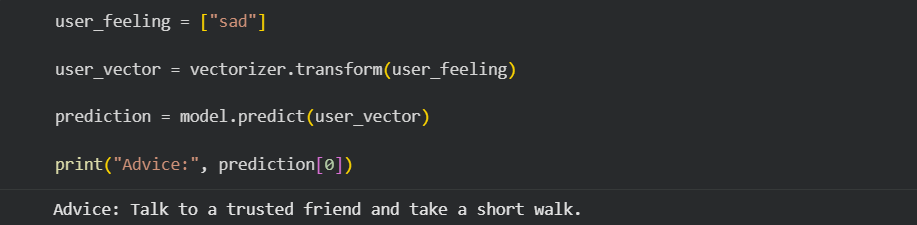 user_feeling = ["sad"]
user_vector = vectorizer.transform(user_feeling)
prediction = model.predict(user_vector)
print("Advice:", prediction[0])
Advice: Talk to a trusted friend and take a short walk.